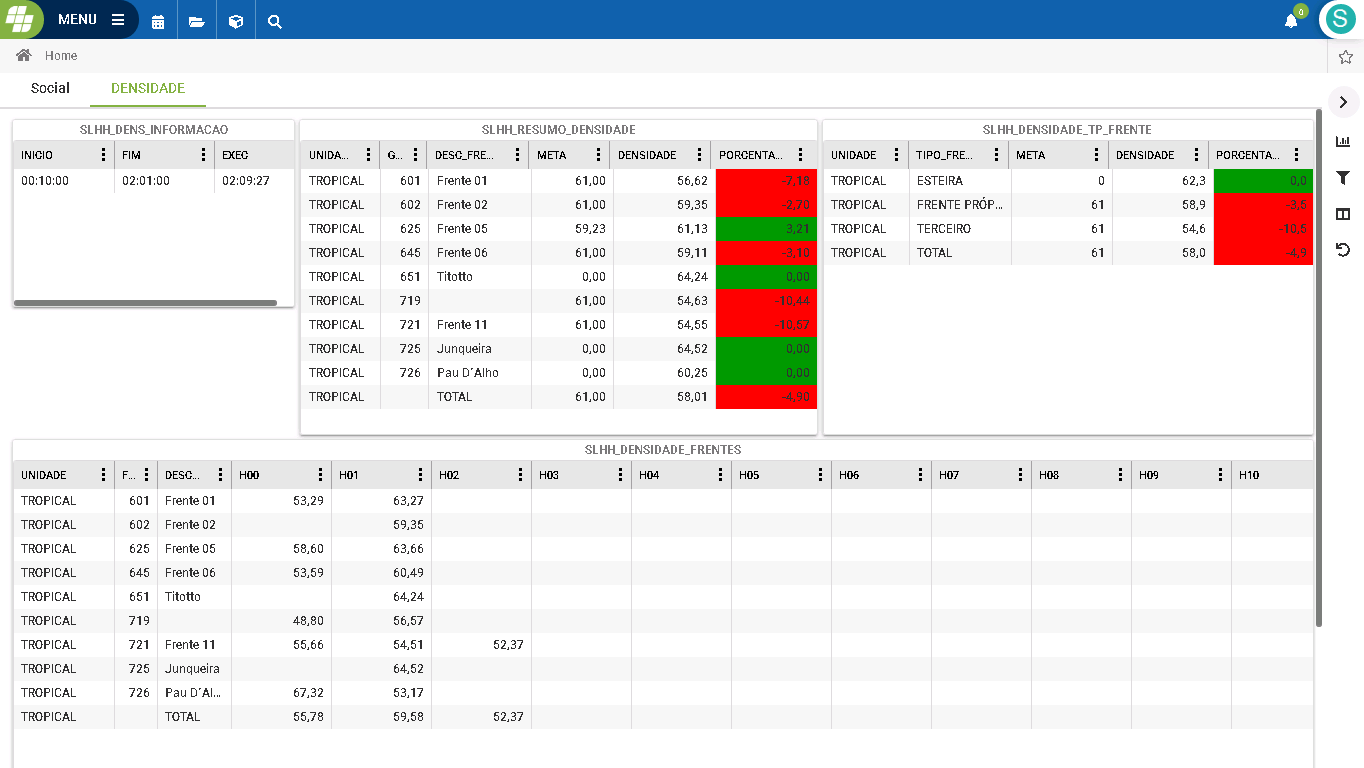 MENU
0
S
Home
Social DENSIDADE
SLHH_DENS_INFORMACAO
INICIO FIM EXEC
00:10:00 02:01:00 02:09:27
SLHH_RESUMO_DENSIDADE
UNIDA... G... DESC_FRE... META DENSIDADE PORCENTA...
TROPICAL 601 Frente 01 61,00 56,62 -7,18
TROPICAL 602 Frente 02 61,00 59,35 -2,70
TROPICAL 625 Frente 05 59,23 61,13 3,21
TROPICAL 645 Frente 06 61,00 59,11 -3,10
TROPICAL 651 Titotto 0,00 64,24 0,00
TROPICAL 719 61,00 54,63 -10,44
TROPICAL 721 Frente 11 61,00 54,55 -10,57
TROPICAL 725 Junqueira 0,00 64,52 0,00
TROPICAL 726 Pau D´Alho 0,00 60,25 0,00
TROPICAL TOTAL 61,00 58,01 -4,90
SLHH_DENSIDADE_TP_FRENTE
UNIDADE TIPO_FRE... META DENSIDADE PORCENTA...
TROPICAL ESTEIRA 0 62,3 0,0
TROPICAL FRENTE PRÓP... 61 58,9 -3,5
TROPICAL TERCEIRO 61 54,6 -10,5
TROPICAL TOTAL 61 58,0 -4,9
SLHH_DENSIDADE_FRENTES
UNIDADE F... DESC... H00 H01 H02 H03 H04 H05 H06 H07 H08 H09 H10
TROPICAL 601 Frente 01 53,29 63,27
TROPICAL 602 Frente 02 59,35
TROPICAL 625 Frente 05 58,60 63,66
TROPICAL 645 Frente 06 53,59 60,49
TROPICAL 651 Titotto 64,24
TROPICAL 719 48,80 56,57
TROPICAL 721 Frente 11 55,66 54,51 52,37
TROPICAL 725 Junqueira 64,52
TROPICAL 726 Pau D´Al... 67,32 53,17
TROPICAL TOTAL 55,78 59,58 52,37